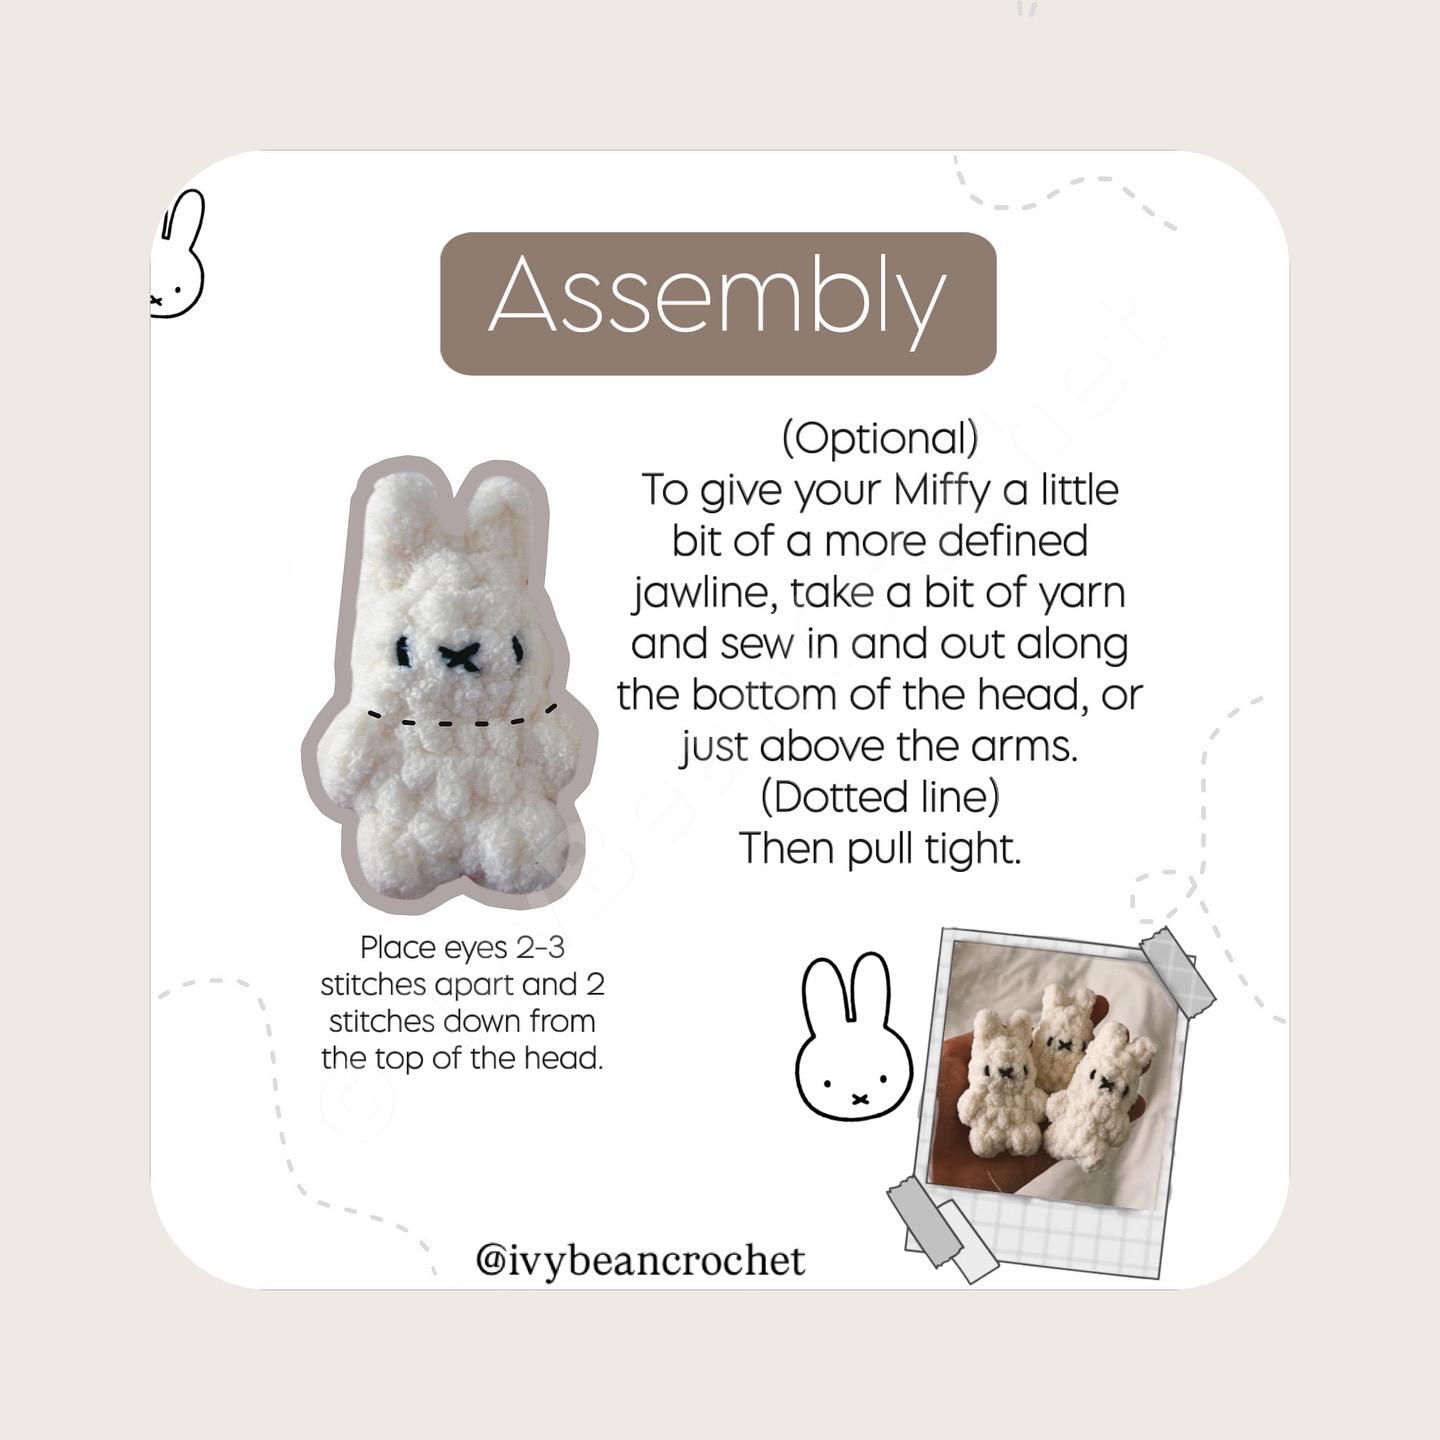 Assembly
(Optional)
To give your Miffy a little
bit of a more defined
jawline, take a bit of yarn
and sew in and out along
the bottom of the head, or
just above the arms.
(Dotted line)
Then pull tight.
Place eyes 2-3
stitches apart and 2
stitches down from
the top of the head.
@ivybeancrochet